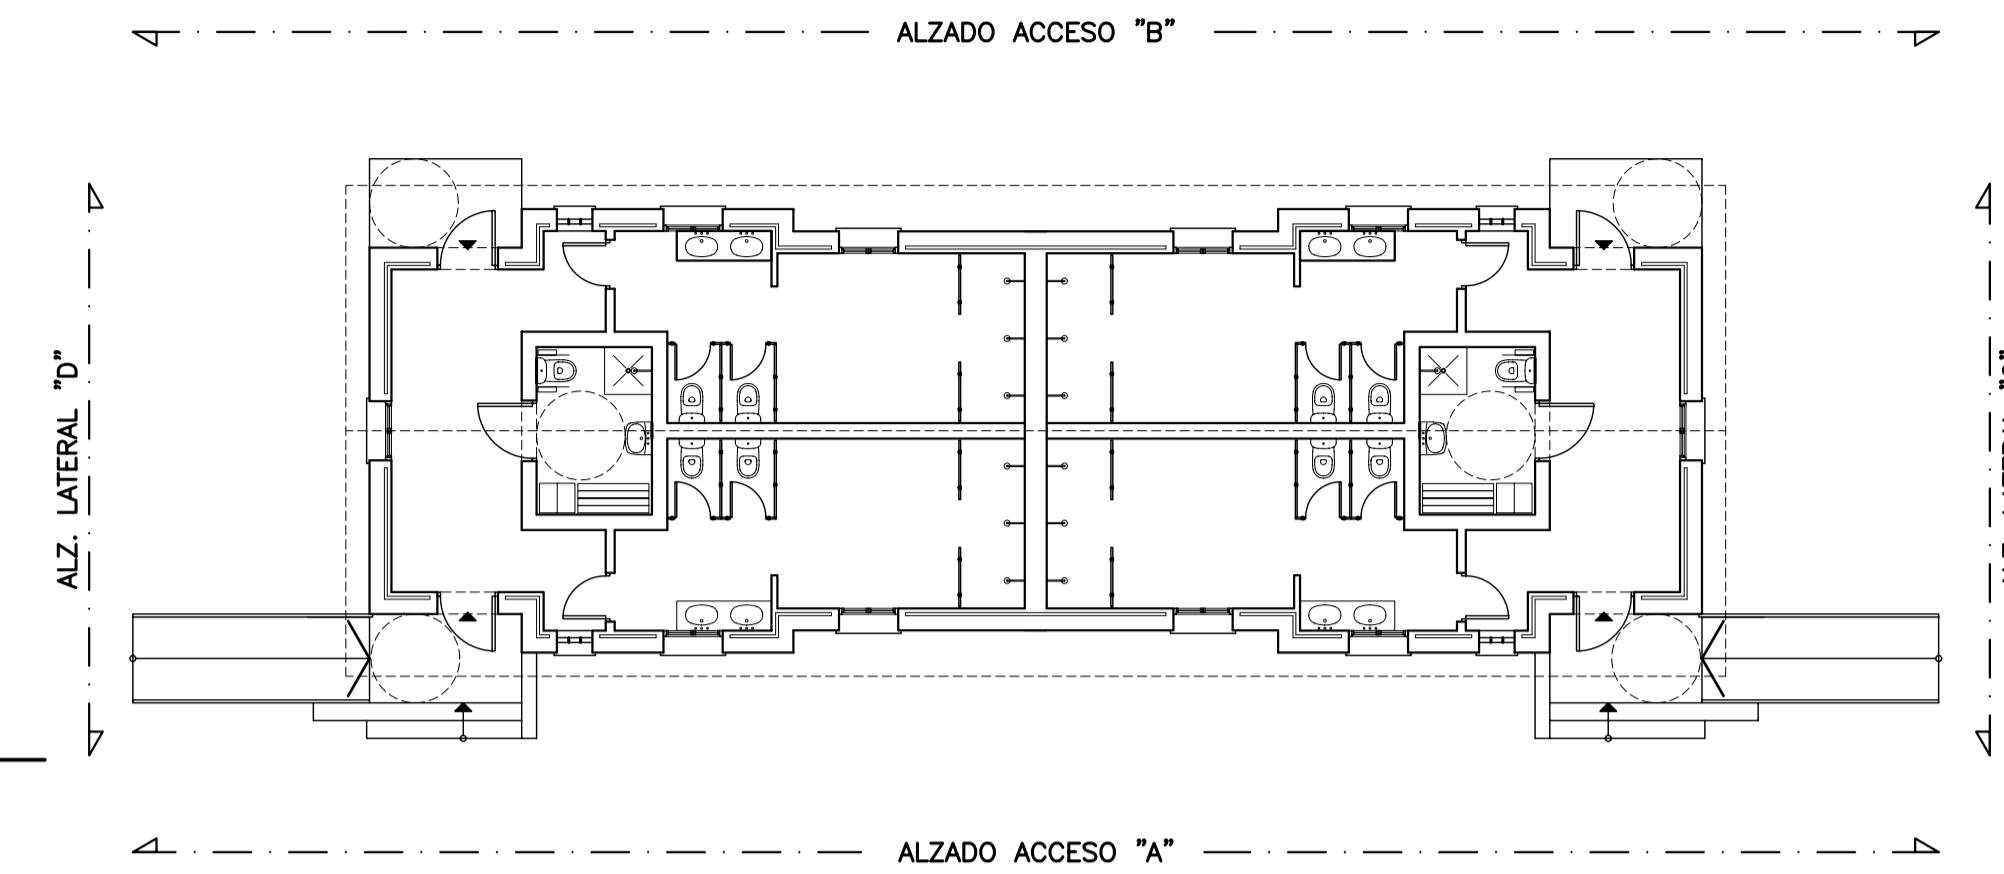 ALZADO ACCESO "B"
ALZ. LATERAL "D"
ALZADO ACCESO "A"